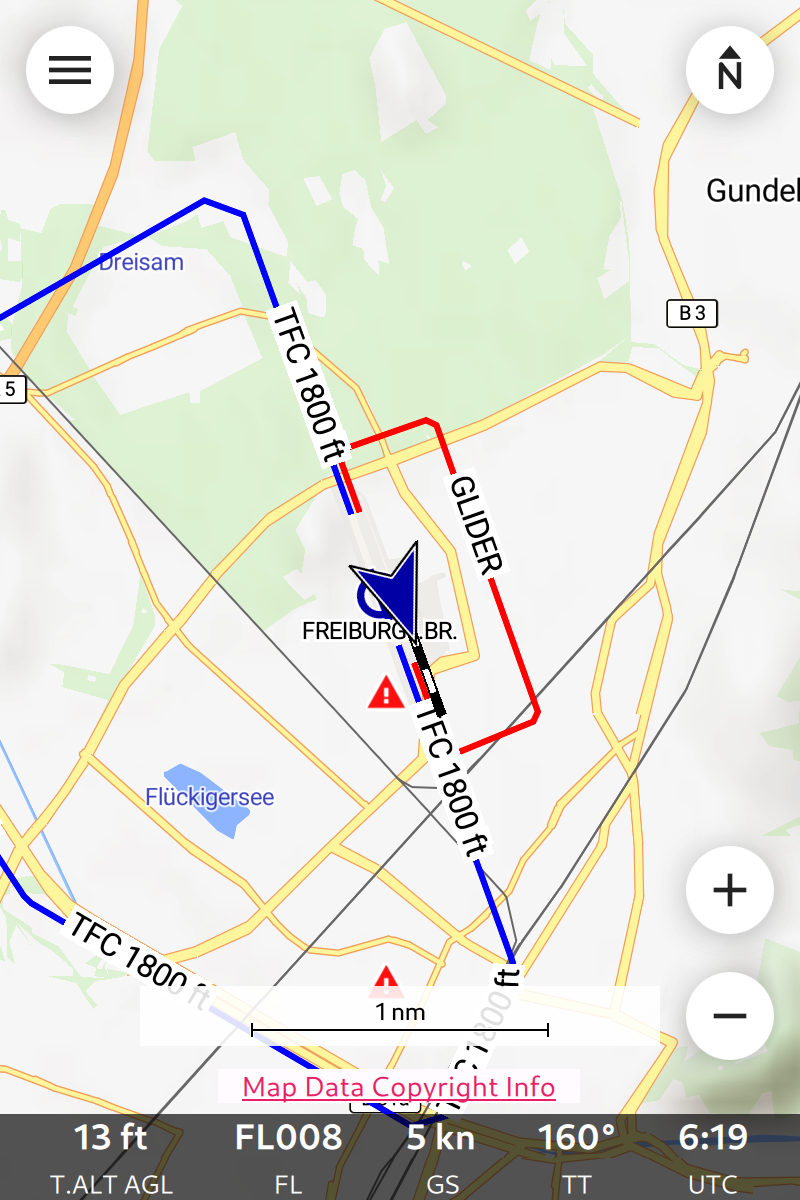 N
Gundel
Dreisam
B 3
TFC 1800 ft
5
GLIDER
FREIBURG
BR.
TFC 1800 ft
Flückigersee
TFC 1800 ft
1800 ft
1 nm
Map Data Copyright Info
13 ft FL008 5 kn 160° 6:19
T.ALT AGL FL GS TT UTC